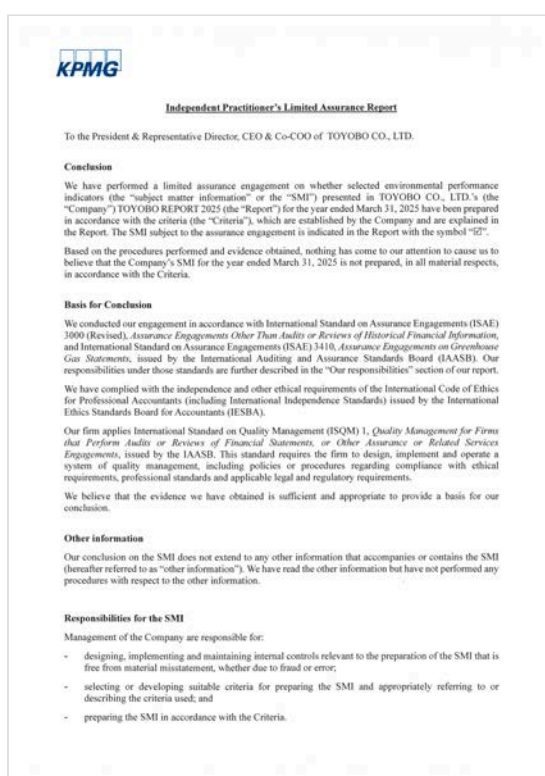 KPMG
Independent Practitioner's Limited Assurance Report
To the President & Representative Director, CEO & Co-COO of TOYOBO CO., LTD.
Conclusion
We have performed a limited assurance engagement on whether selected environmental performance
indicators (the "subject matter information" or the "SMI") presented in TOYOBO CO., LTD.'s (the
"Company") TOYOBO REPORT 2025 (the "Report") for the year ended March 31, 2025 have been prepared
in accordance with the criteria (the "Criteria"), which are established by the Company and are explained in
the Report. The SMI subject to the assurance engagement is indicated in the Report with the symbol "☑".
Based on the procedures performed and evidence obtained, nothing has come to our attention to cause us to
believe that the Company's SMI for the year ended March 31, 2025 is not prepared, in all material respects,
in accordance with the Criteria.
Basis for Conclusion
We conducted our engagement in accordance with International Standard on Assurance Engagements (ISAE)
3000 (Revised), Assurance Engagements Other Than Audits or Reviews of Historical Financial Information,
and International Standard on Assurance Engagements (ISAE) 3410, Assurance Engagements on Greenhouse
Gas Statements, issued by the International Auditing and Assurance Standards Board (IAASB). Our
responsibilities under those standards are further described in the "Our responsibilities" section of our report.
We have complied with the independence and other ethical requirements of the International Code of Ethics
for Professional Accountants (including International Independence Standards) issued by the International
Ethics Standards Board for Accountants (IESBA).
Our firm applies International Standard on Quality Management (ISQM) 1, Quality Management for Firms
that Perform Audits or Reviews of Financial Statements, or Other Assurance or Related Services
Engagements, issued by the IAASB. This standard requires the firm to design, implement and operate a
system of quality management, including policies or procedures regarding compliance with ethical
requirements, professional standards and applicable legal and regulatory requirements.
We believe that the evidence we have obtained is sufficient and appropriate to provide a basis for our
conclusion.
Other information
Our conclusion on the SMI does not extend to any other information that accompanies or contains the SMI
(hereafter referred to as "other information"). We have read the other information but have not performed any
procedures with respect to the other information.
Responsibilities for the SMI
Management of the Company are responsible for:
- designing, implementing and maintaining internal controls relevant to the preparation of the SMI that is
free from material misstatement, whether due to fraud or error;
- selecting or developing suitable criteria for preparing the SMI and appropriately referring to or
describing the criteria used; and
- preparing the SMI in accordance with the Criteria.